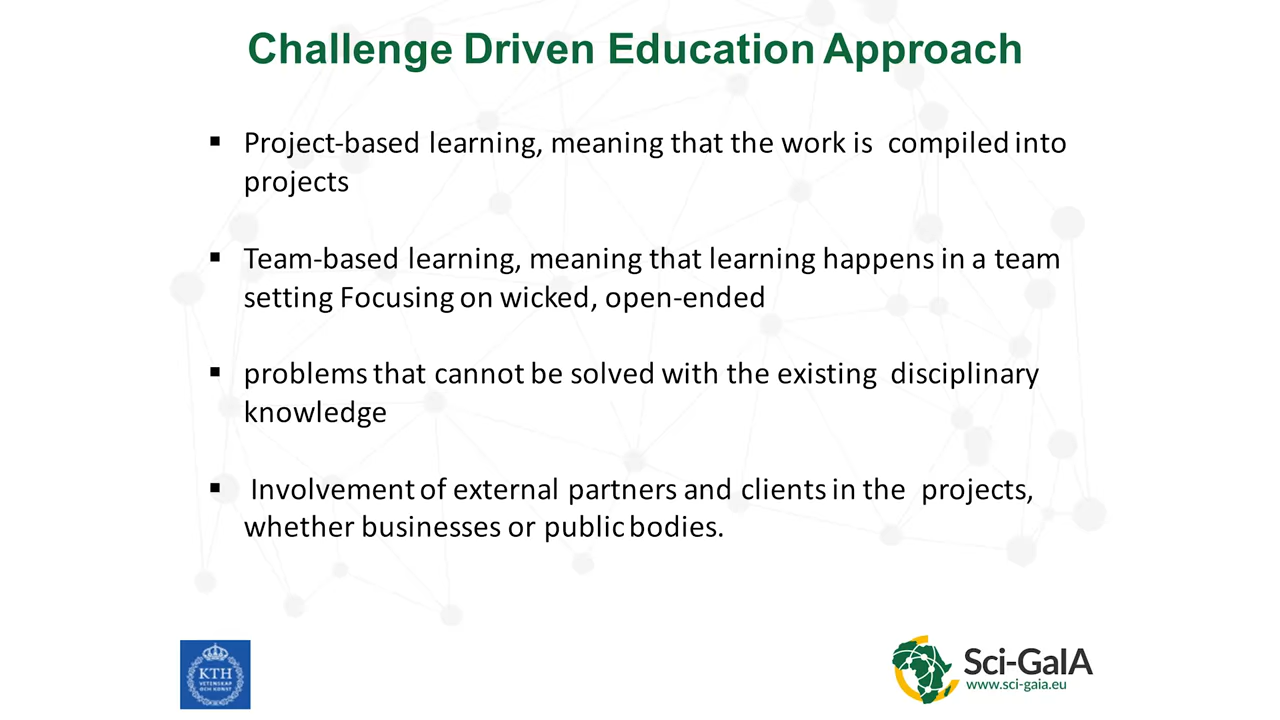 Challenge Driven Education Approach
▪ Project-based learning, meaning that the work is compiled into
projects
▪ Team-based learning, meaning that learning happens in a team
setting Focusing on wicked, open-ended
▪ problems that cannot be solved with the existing disciplinary
knowledge
▪ Involvement of external partners and clients in the projects,
whether businesses or public bodies.
KTH
VETENSKAP
OCH KONST
Sci-GaIA
www.sci-gaia.eu